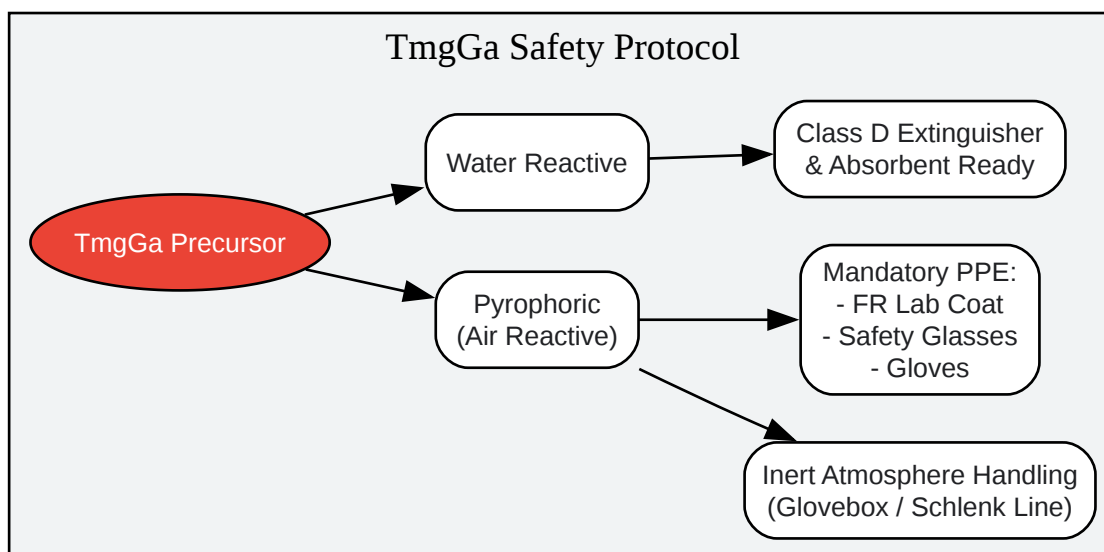 TmgGa Safety Protocol
TmgGa Precursor
Water Reactive
Class D Extinguisher
& Absorbent Ready
Pyrophoric
(Air Reactive)
Mandatory PPE:
- FR Lab Coat
- Safety Glasses
- Gloves
Inert Atmosphere Handling
(Glovebox / Schlenk Line)